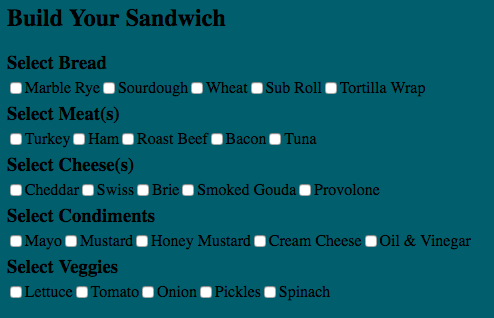 Build Your Sandwich
Select Bread
Marble Rye Sourdough Wheat Sub Roll Tortilla Wrap
Select Meat(s)
Turkey Ham Roast Beef Bacon Tuna
Select Cheese(s)
Cheddar Swiss Brie Smoked Gouda Provolone
Select Condiments
Mayo Mustard Honey Mustard Cream Cheese Oil & Vinegar
Select Veggies
Lettuce Tomato Onion Pickles Spinach